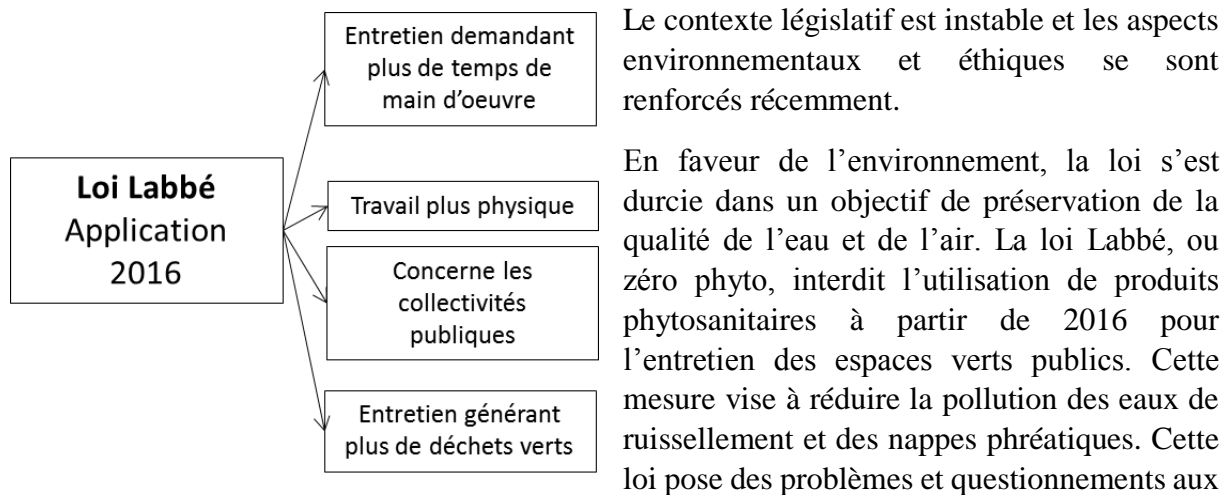 Loi Labbé
Application
2016
Entretien demandant
plus de temps de
main d'oeuvre
Travail plus physique
Concerne les
collectivités
publiques
Entretien générant
plus de déchets verts
Le contexte législatif est instable et les aspects
environnementaux et éthiques se sont
renforcés récemment.
En faveur de l'environnement, la loi s'est
durcie dans un objectif de préservation de la
qualité de l'eau et de l'air. La loi Labbé, ou
zéro phyto, interdit l'utilisation de produits
phytosanitaires à partir de 2016 pour
l'entretien des espaces verts publics. Cette
mesure vise à réduire la pollution des eaux de
ruissellement et des nappes phréatiques. Cette
loi pose des problèmes et questionnements aux